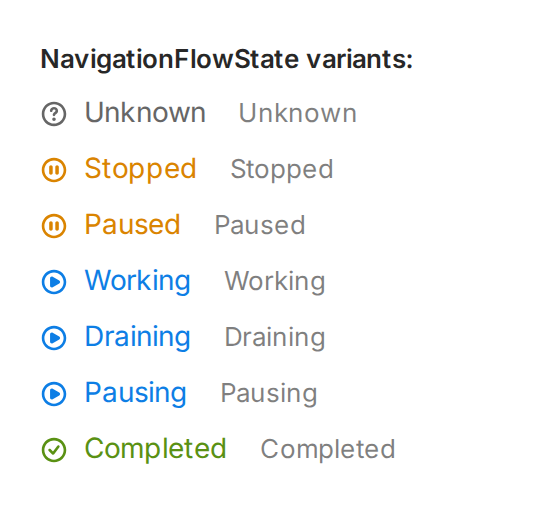 NavigationFlowState variants:
Unknown Unknown
Stopped Stopped
Paused Paused
Working Working
Draining Draining
Pausing Pausing
Completed Completed